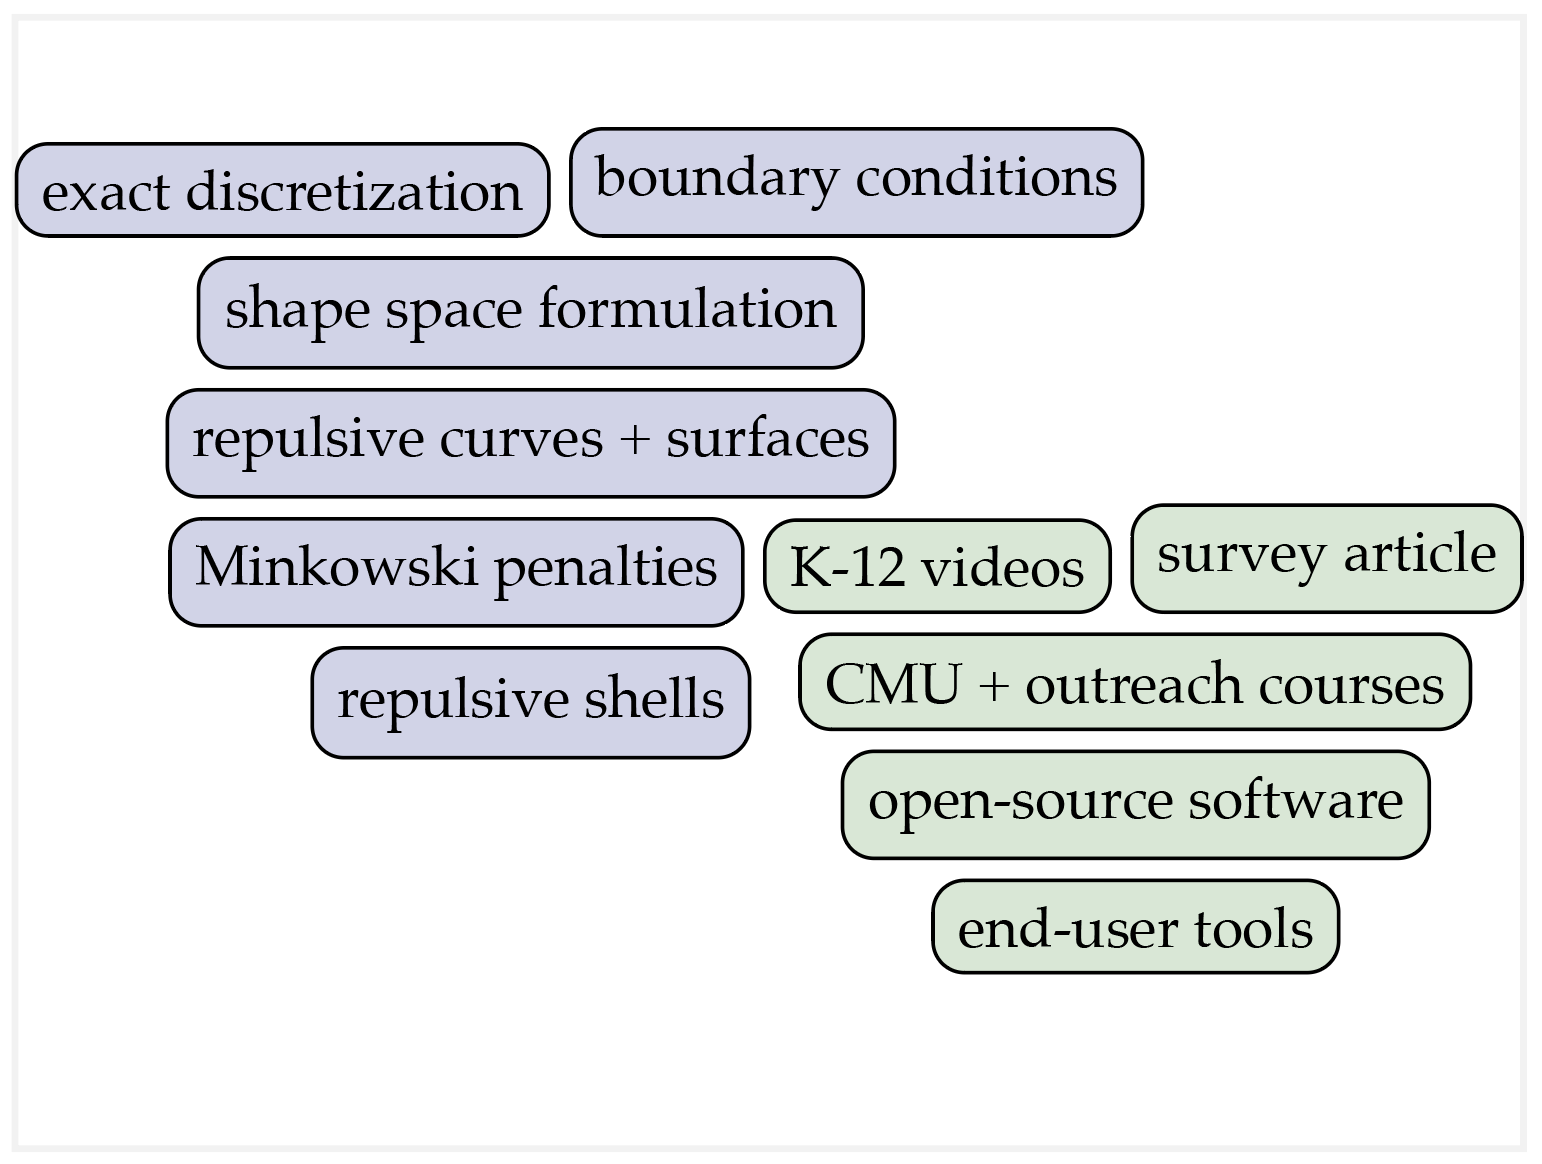 exact discretization
boundary conditions
shape space formulation
repulsive curves + surfaces
Minkowski penalties
K-12 videos
survey article
repulsive shells
CMU + outreach courses
open-source software
end-user tools